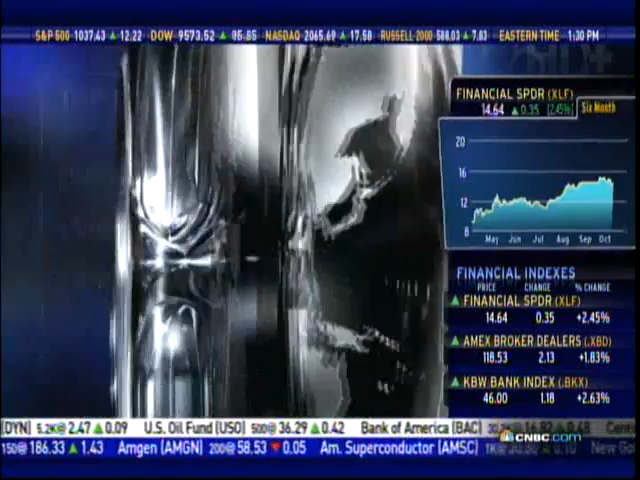 S&P 500 1037.43 ▲ 12.22 DOW 9573.52 ▲ 85.85 NASDAQ 2065.68 ▲ 17.50 RUSSELL 2000 588.03 ▲ 7.83 EASTERN TIME 1:30 PM
FINANCIAL SPDR (XLF)
14.64 ▲ 0.35 [2.45%] Six Month
20
16
12
8
May Jun Jul Aug Sep Oct
FINANCIAL INDEXES
PRICE CHANGE % CHANGE
▲ FINANCIAL SPDR (XLF)
14.64 0.35 +2.45%
▲ AMEX BROKER DEALERS (.XBD)
118.53 2.13 +1.83%
▲ KBW BANK INDEX (.BKX)
46.00 1.18 +2.63%
(DYN) 5.2K@ 2.47 ▲ 0.09 U.S. Oil Fund (USO) 500@ 36.29 ▲ 0.42 Bank of America (BAC)
CNBC.com
150@ 186.33 ▲ 1.43 Amgen (AMGN) 200@ 58.53 ▼ 0.05 Am. Superconductor (AMSC)